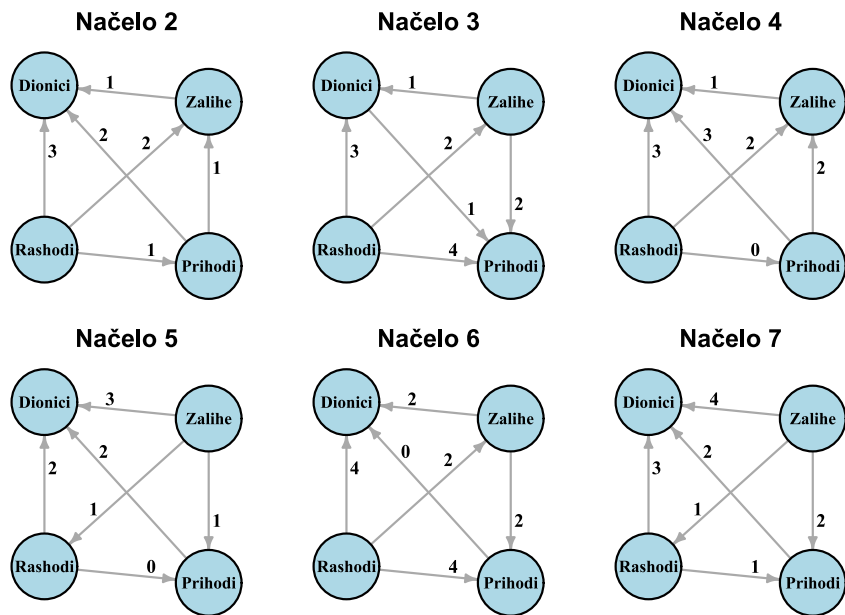 Načelo 2
Dionici
Zalihe
Rashodi
Prihodi
1
3
2
2
1
1
Načelo 3
Dionici
Zalihe
Rashodi
Prihodi
1
3
2
1
2
4
Načelo 4
Dionici
Zalihe
Rashodi
Prihodi
1
3
3
2
2
0
Načelo 5
Dionici
Zalihe
Rashodi
Prihodi
3
2
2
1
1
0
Načelo 6
Dionici
Zalihe
Rashodi
Prihodi
2
4
0
2
2
4
Načelo 7
Dionici
Zalihe
Rashodi
Prihodi
4
3
2
1
2
1